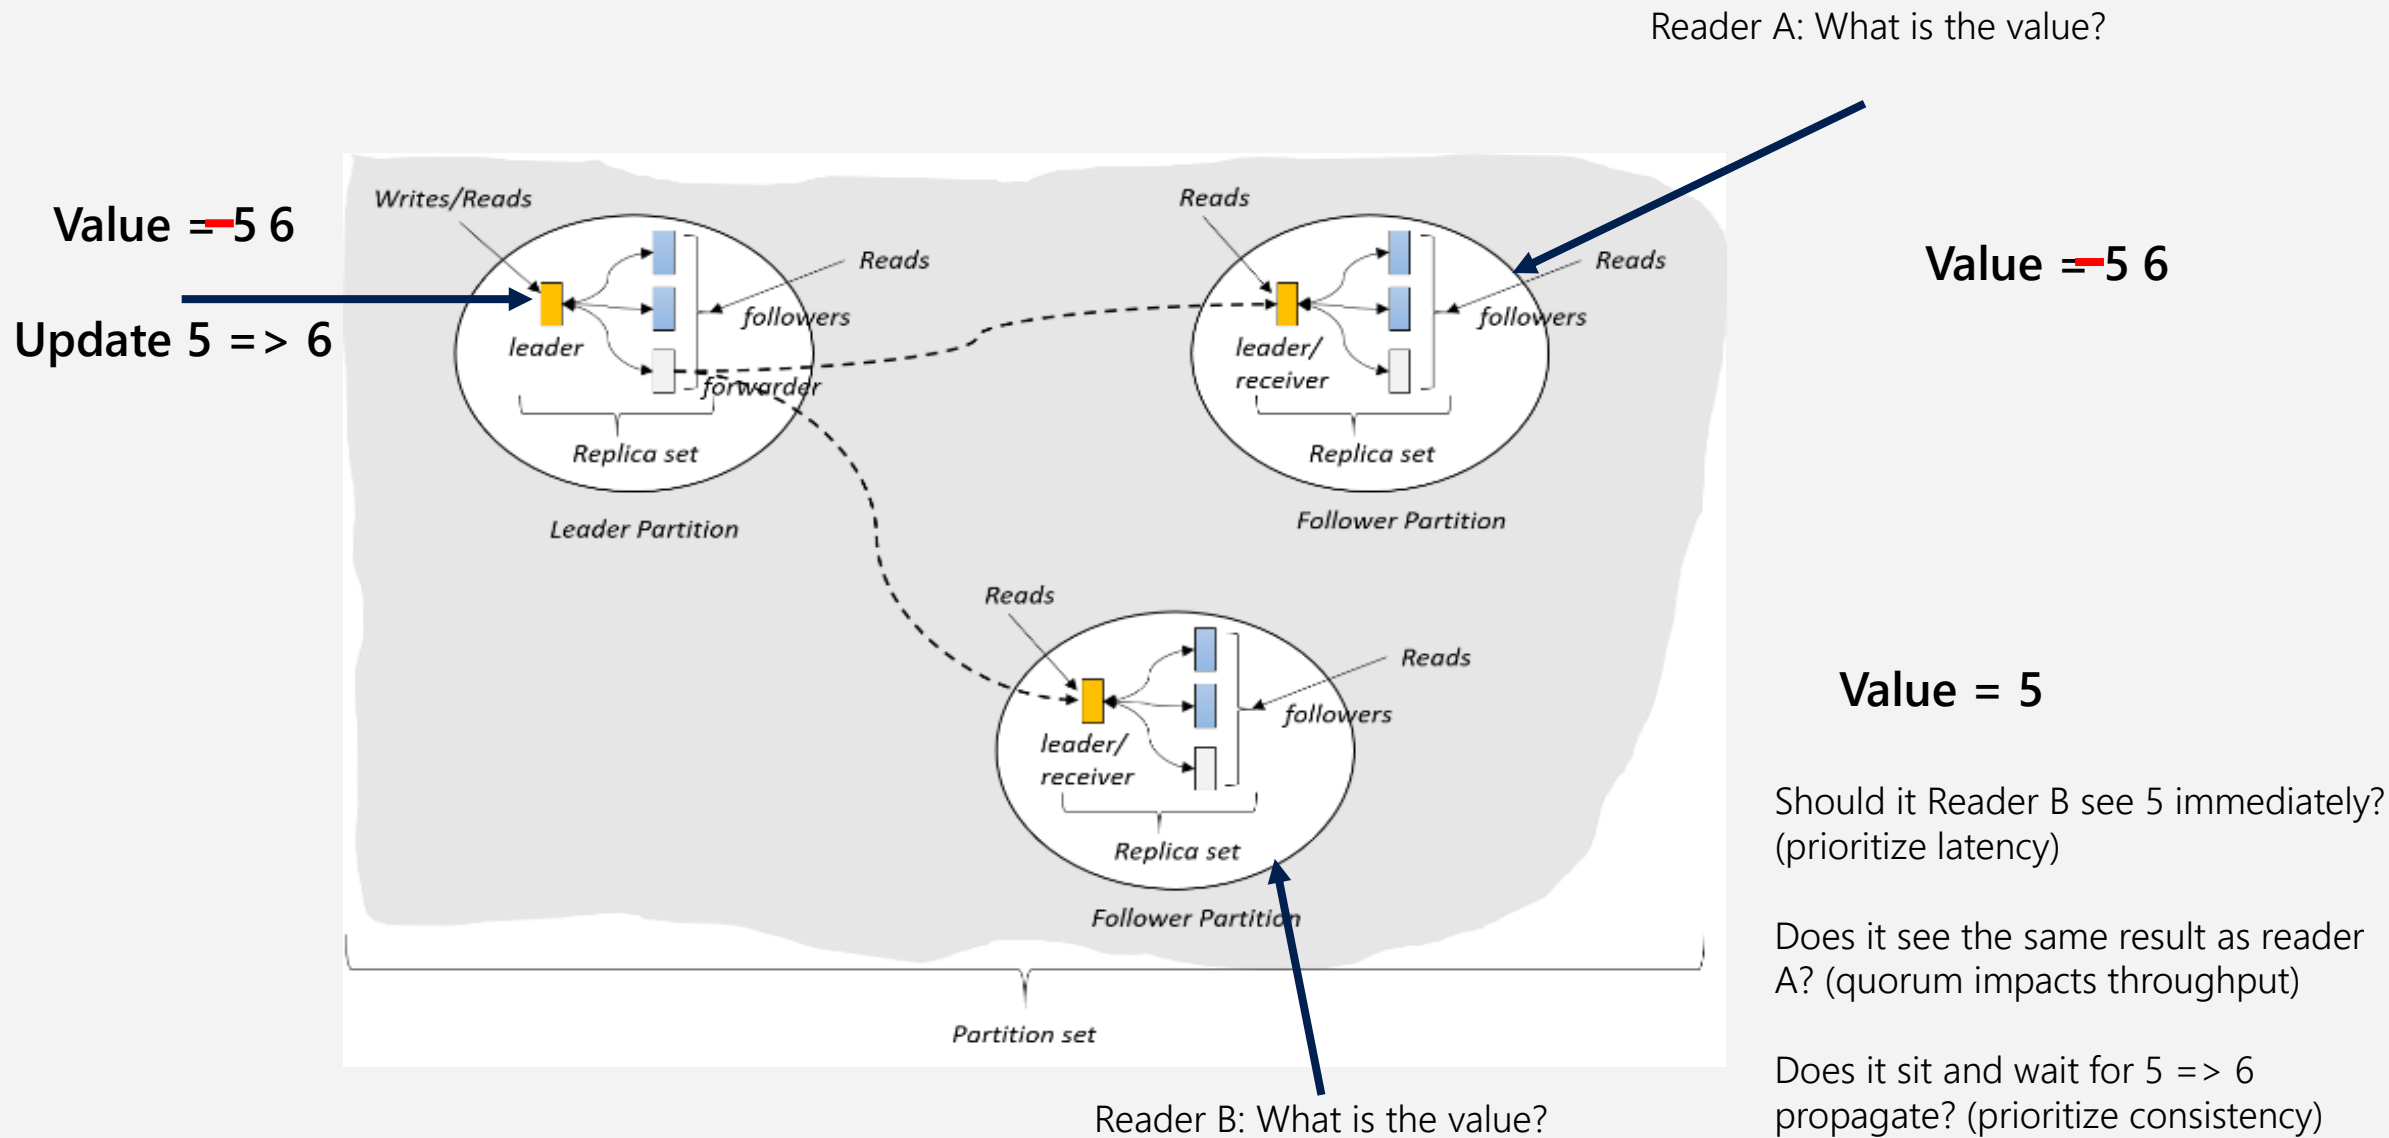 Reader A: What is the value?
Value = 5 6
Update 5 => 6
Writes/Reads
Reads
leader
followers
forwarder
Replica set
Leader Partition
Reads
Reads
leader/
receiver
followers
Replica set
Follower Partition
Value = 5 6
Reads
Reads
leader/
receiver
followers
Replica set
Follower Partition
Partition set
Reader B: What is the value?
Value = 5
Should it Reader B see 5 immediately?
(prioritize latency)
Does it see the same result as reader
A? (quorum impacts throughput)
Does it sit and wait for 5 => 6
propagate? (prioritize consistency)